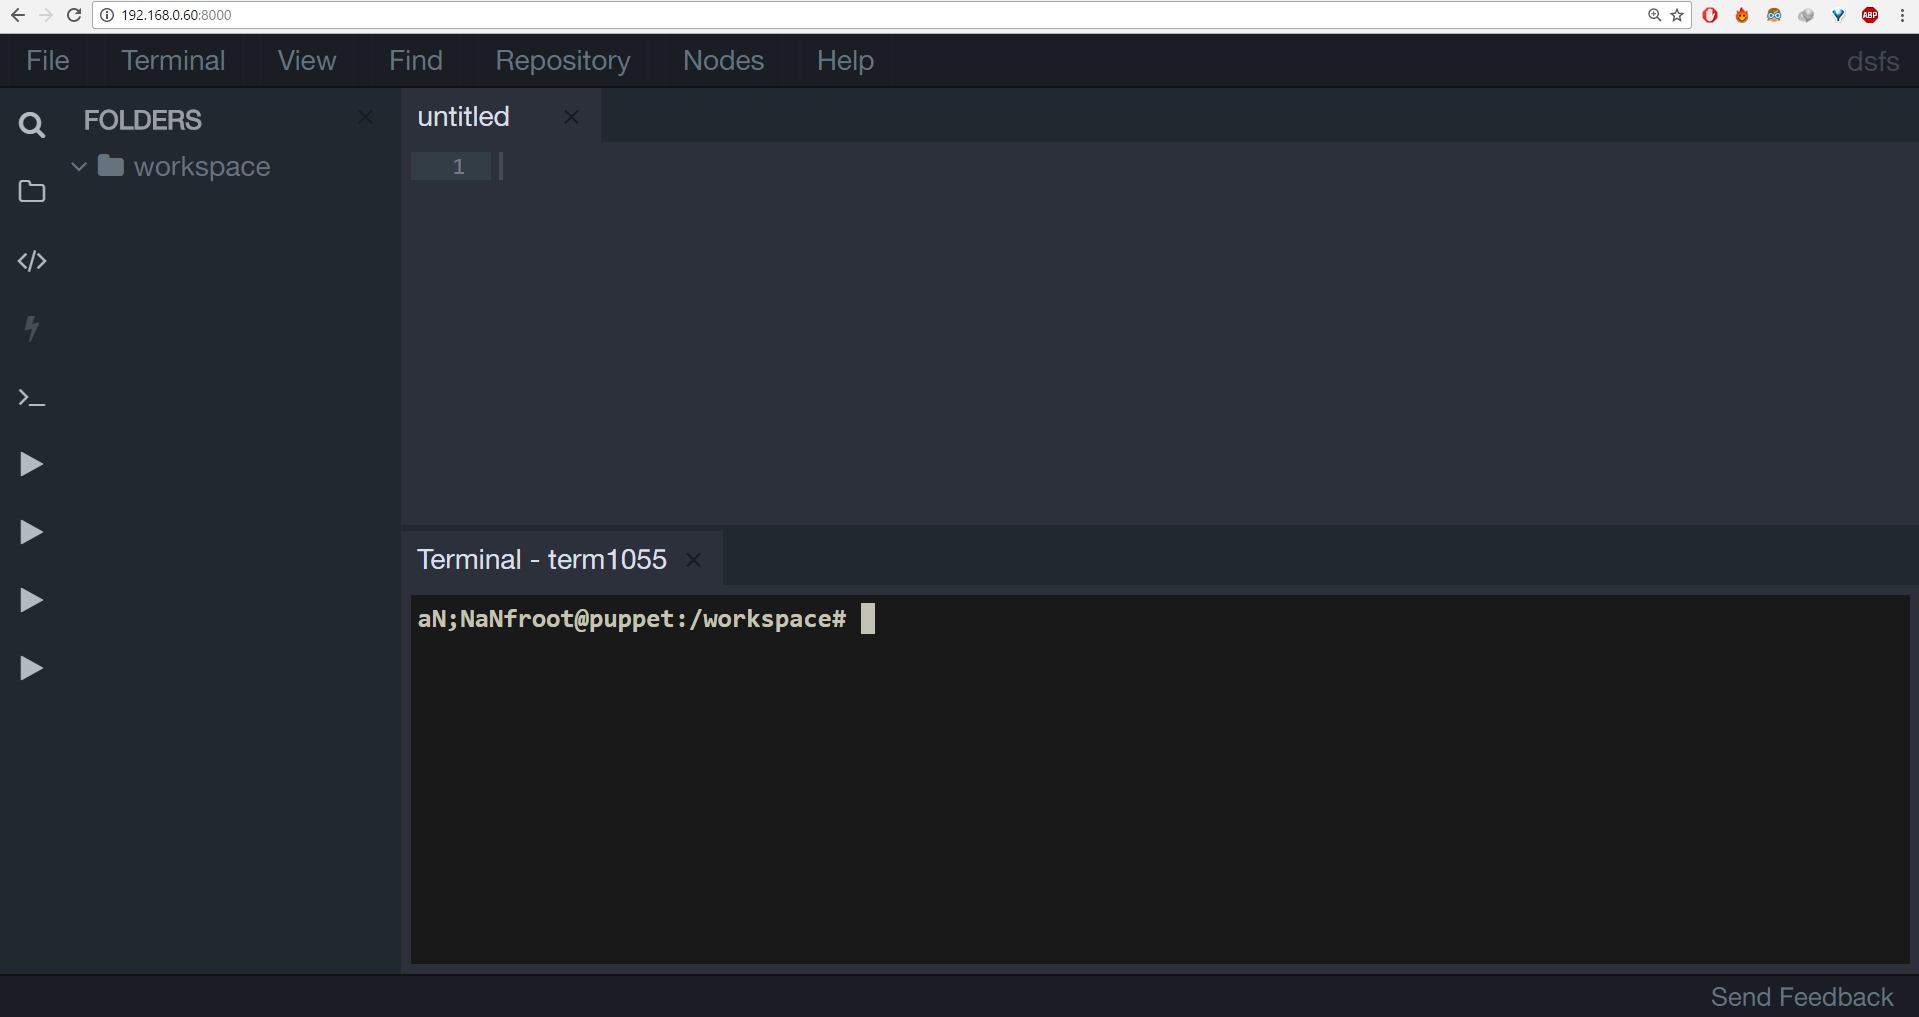 192.168.0.60:8000
ABP
File Terminal View Find Repository Nodes Help dsfs
FOLDERS
workspace
untitled
1
Terminal - term1055
aN;NaNfroot@puppet:/workspace#
Send Feedback